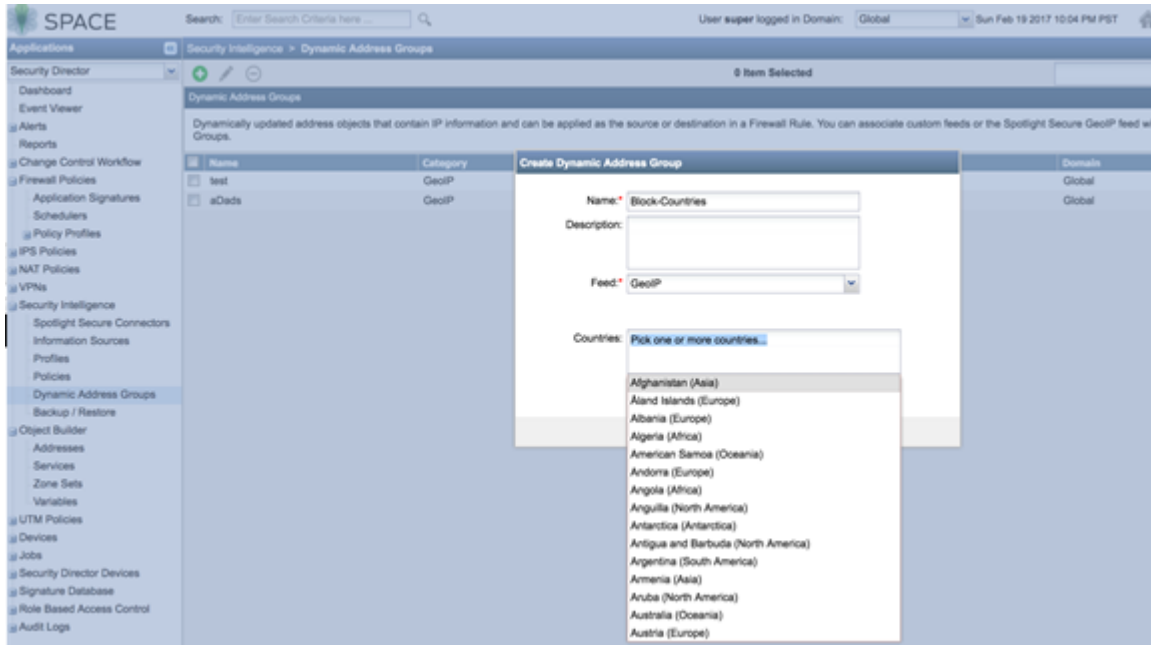 SPACE
Search: Enter Search Criteria here ...
User super logged in Domain: Global
Sun Feb 19 2017 10:04 PM PST
Applications
Security Director
Dashboard
Event Viewer
Alerts
Reports
Change Control Workflow
Firewall Policies
Application Signatures
Schedulers
Policy Profiles
IPS Policies
NAT Policies
VPNs
Security Intelligence
Spotlight Secure Connectors
Information Sources
Profiles
Policies
Dynamic Address Groups
Backup / Restore
Object Builder
Addresses
Services
Zone Sets
Variables
UTM Policies
Devices
Jobs
Security Director Devices
Signature Database
Role Based Access Control
Audit Logs
Security Intelligence > Dynamic Address Groups
0 Item Selected
Dynamic Address Groups
Dynamically updated address objects that contain IP information and can be applied as the source or destination in a Firewall Rule. You can associate custom feeds or the Spotlight Secure GeoIP feed wi
Groups.
Name Category Domain
test GeoIP Global
aDads GeoIP Global
Create Dynamic Address Group
Name:* Block-Countries
Description:
Feed:* GeoIP
Countries: Pick one or more countries...
Afghanistan (Asia)
Åland Islands (Europe)
Albania (Europe)
Algeria (Africa)
American Samoa (Oceania)
Andorra (Europe)
Angola (Africa)
Anguilla (North America)
Antarctica (Antarctica)
Antigua and Barbuda (North America)
Argentina (South America)
Armenia (Asia)
Aruba (North America)
Australia (Oceania)
Austria (Europe)